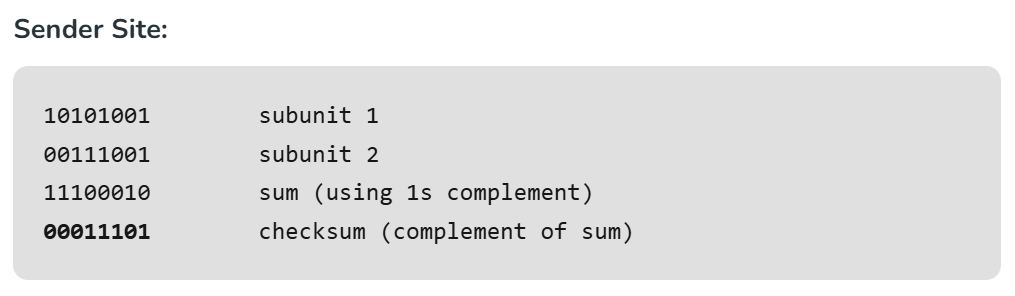 Sender Site:
10101001 subunit 1
00111001 subunit 2
11100010 sum (using 1s complement)
00011101 checksum (complement of sum)